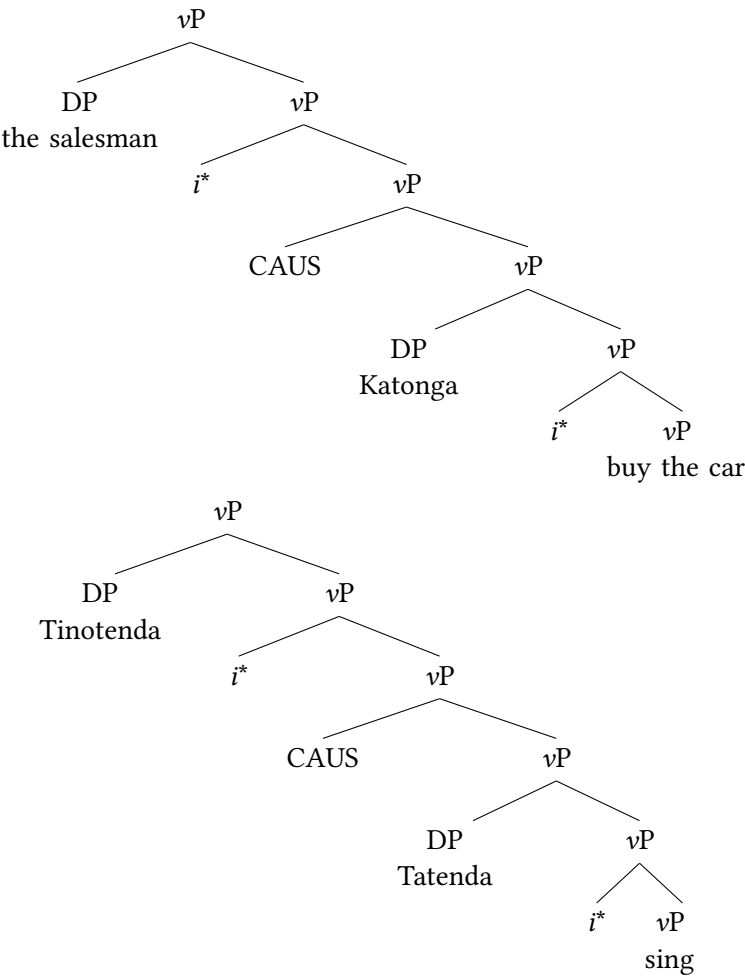 vP
DP vP
the salesman
i* vP
CAUS vP
DP vP
Katonga
i* vP
buy the car
vP
DP vP
Tinotenda
i* vP
CAUS vP
DP vP
Tatenda
i* vP
sing